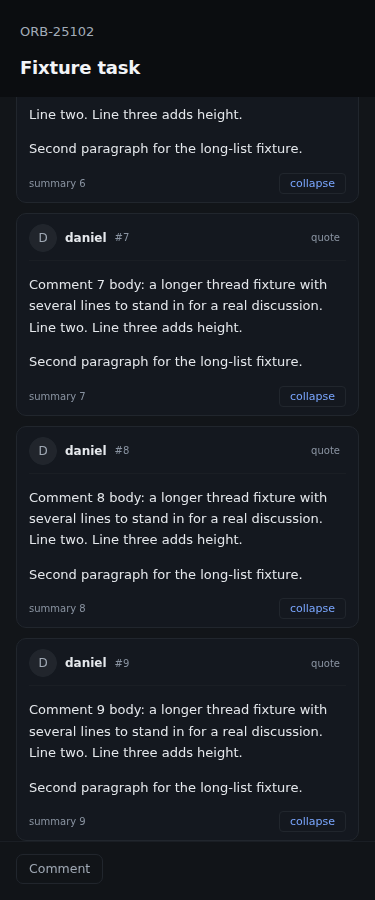 ORB-25102
Fixture task
Line two. Line three adds height.
Second paragraph for the long-list fixture.
summary 6
collapse
D
daniel #7
quote
Comment 7 body: a longer thread fixture with
several lines to stand in for a real discussion.
Line two. Line three adds height.
Second paragraph for the long-list fixture.
summary 7
collapse
D
daniel #8
quote
Comment 8 body: a longer thread fixture with
several lines to stand in for a real discussion.
Line two. Line three adds height.
Second paragraph for the long-list fixture.
summary 8
collapse
D
daniel #9
quote
Comment 9 body: a longer thread fixture with
several lines to stand in for a real discussion.
Line two. Line three adds height.
Second paragraph for the long-list fixture.
summary 9
collapse
Comment